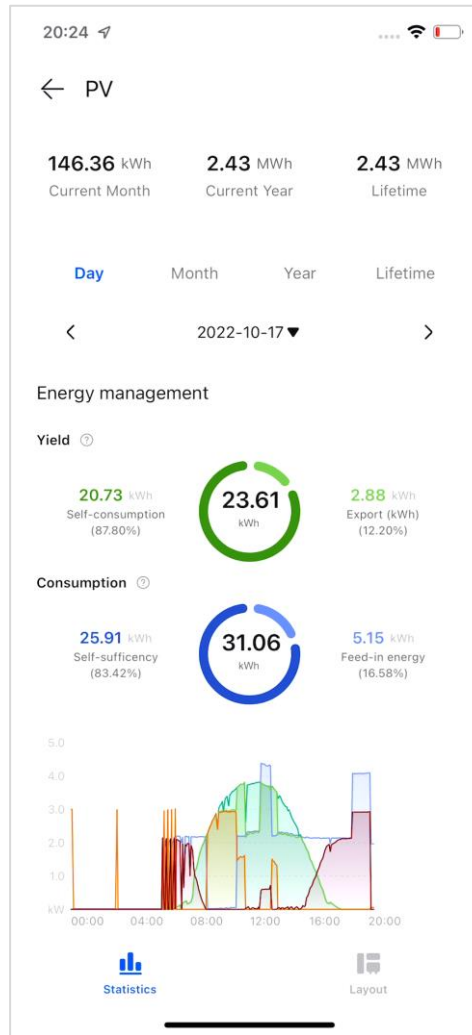 20:24
PV
146.36 kWh 2.43 MWh 2.43 MWh
Current Month Current Year Lifetime
Day Month Year Lifetime
2022-10-17
Energy management
Yield ?
20.73 kWh 23.61 2.88 kWh
Self-consumption kWh Export (kWh)
(87.80%) (12.20%)
Consumption ?
25.91 kWh 31.06 5.15 kWh
Self-sufficency kWh Feed-in energy
(83.42%) (16.58%)
5.0
4.0
3.0
2.0
1.0
kW
00:00 04:00 08:00 12:00 16:00 20:00
Statistics Layout